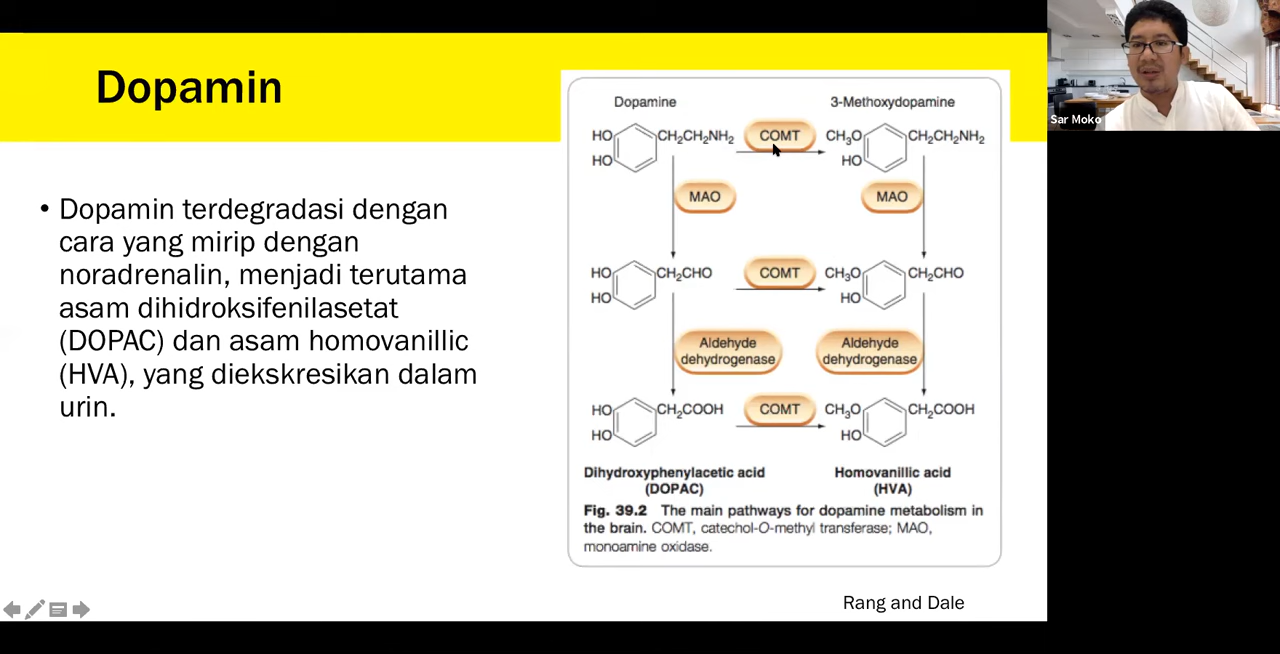 Dopamin
• Dopamin terdegradasi dengan
cara yang mirip dengan
noradrenalin, menjadi terutama
asam dihidroksifenilasetat
(DOPAC) dan asam homovanillic
(HVA), yang diekskresikan dalam
urin.
Dopamine
3-Methoxydopamine
HO
CH₂CH₂NH₂
COMT
CH₃O
CH₂CH₂NH₂
HO
HO
MAO
MAO
HO
CH₂CHO
COMT
CH₃O
CH₂CHO
HO
HO
Aldehyde
dehydrogenase
Aldehyde
dehydrogenase
HO
CH₂COOH
COMT
CH₃O
CH₂COOH
HO
HO
Dihydroxyphenylacetic acid
(DOPAC)
Homovanillic acid
(HVA)
Fig. 39.2 The main pathways for dopamine metabolism in
the brain. COMT, catechol-O-methyl transferase; MAO,
monoamine oxidase.
Rang and Dale
Sar Moko